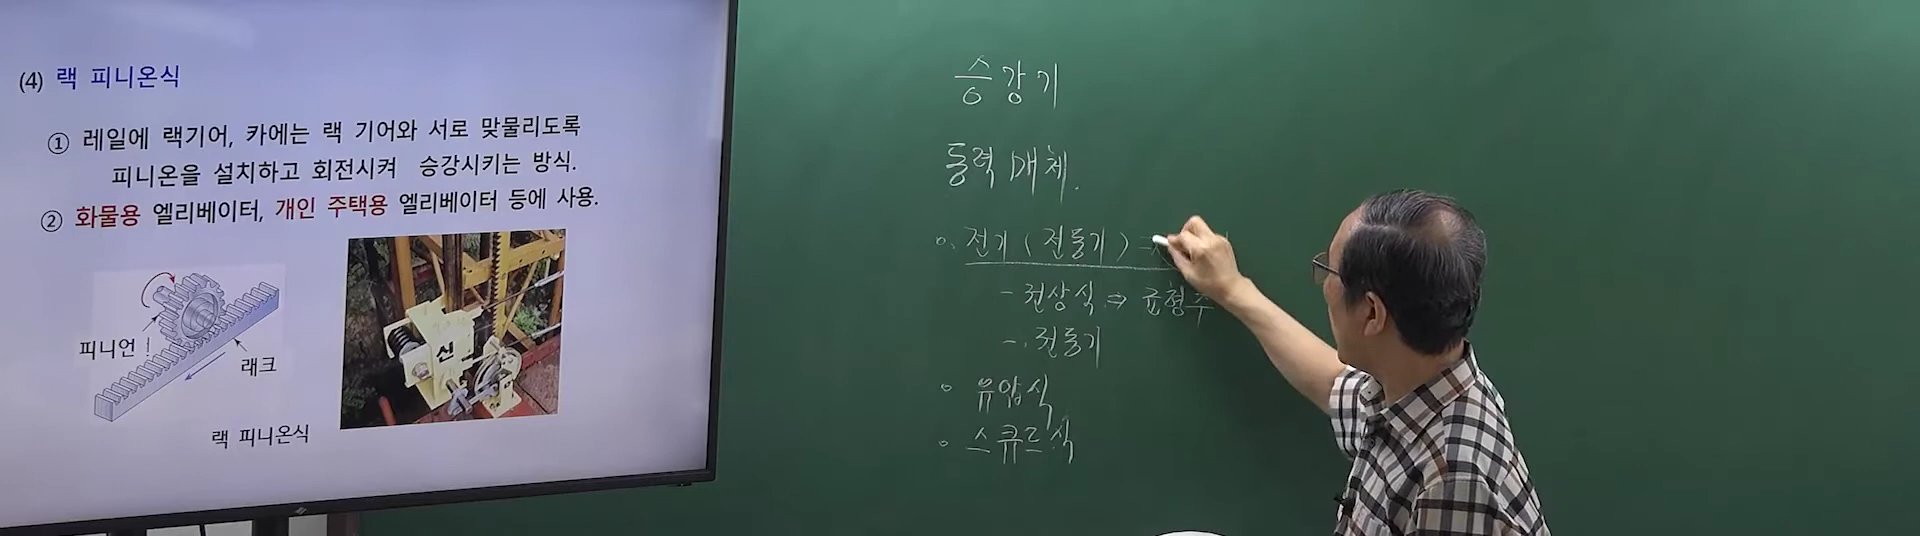 (4) 랙 피니온식
① 레일에 랙기어, 카에는 랙 기어와 서로 맞물리도록
피니온을 설치하고 회전시켜 승강시키는 방식.
② 화물용 엘리베이터, 개인 주택용 엘리베이터 등에 사용.
피니언
래크
신
랙 피니온식
승강기
동력매체.
전기 (전동기) ⇒
- 권상식 ⇒ 균형추
- 권동기
유압식
스큐르식